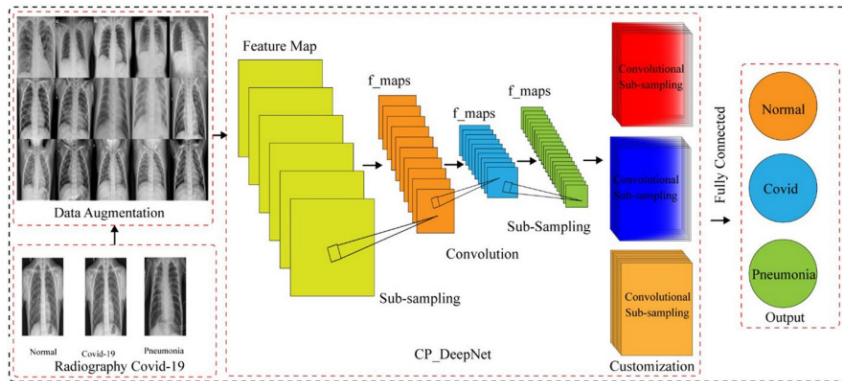 Data Augmentation
Normal
Covid-19
Pneumonia
Radiography Covid-19
Feature Map
f_maps
f_maps
f_maps
Sub-sampling
Convolution
Sub-Sampling
CP_DeepNet
Convolutional
Sub-sampling
Convolutional
Sub-sampling
Convolutional
Sub-sampling
Customization
Fully Connected
Normal
Covid
Pneumonia
Output